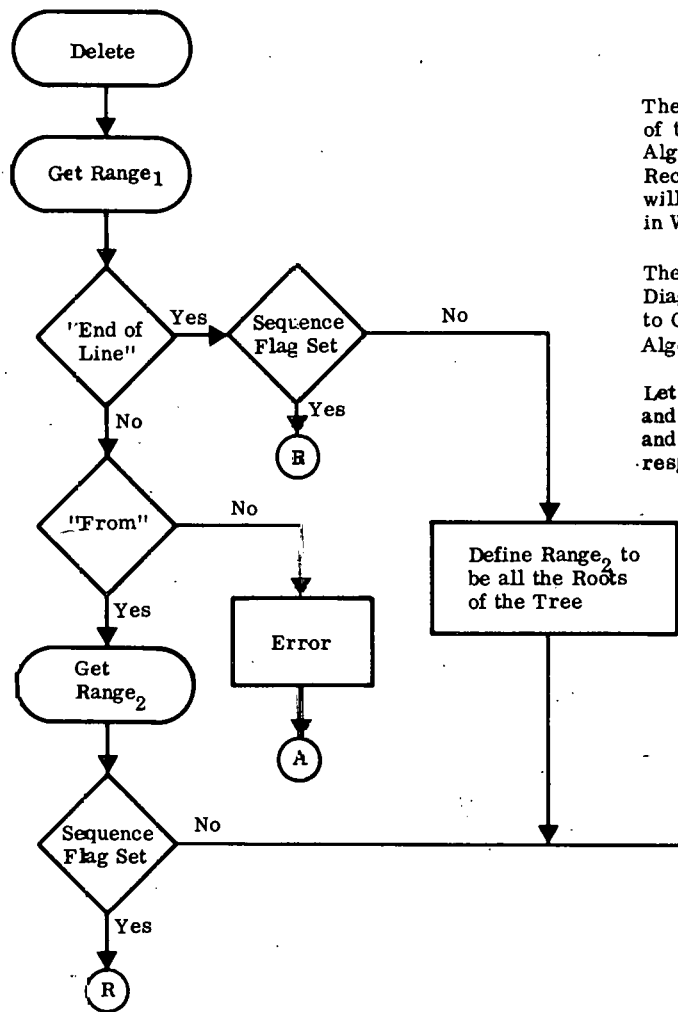 Delete
Get Range1
"End of
Line"
Yes
Sequence
Flag Set
No
Yes
R
No
"From"
No
Define Range2 to
be all the Roots
of the Tree
Error
A
Yes
Get
Range2
Sequence
Flag Set
No
Yes
R
The
of t
Alg
Rec
will
in W
The
Diag
to C
Alg
Let
and
and
resp